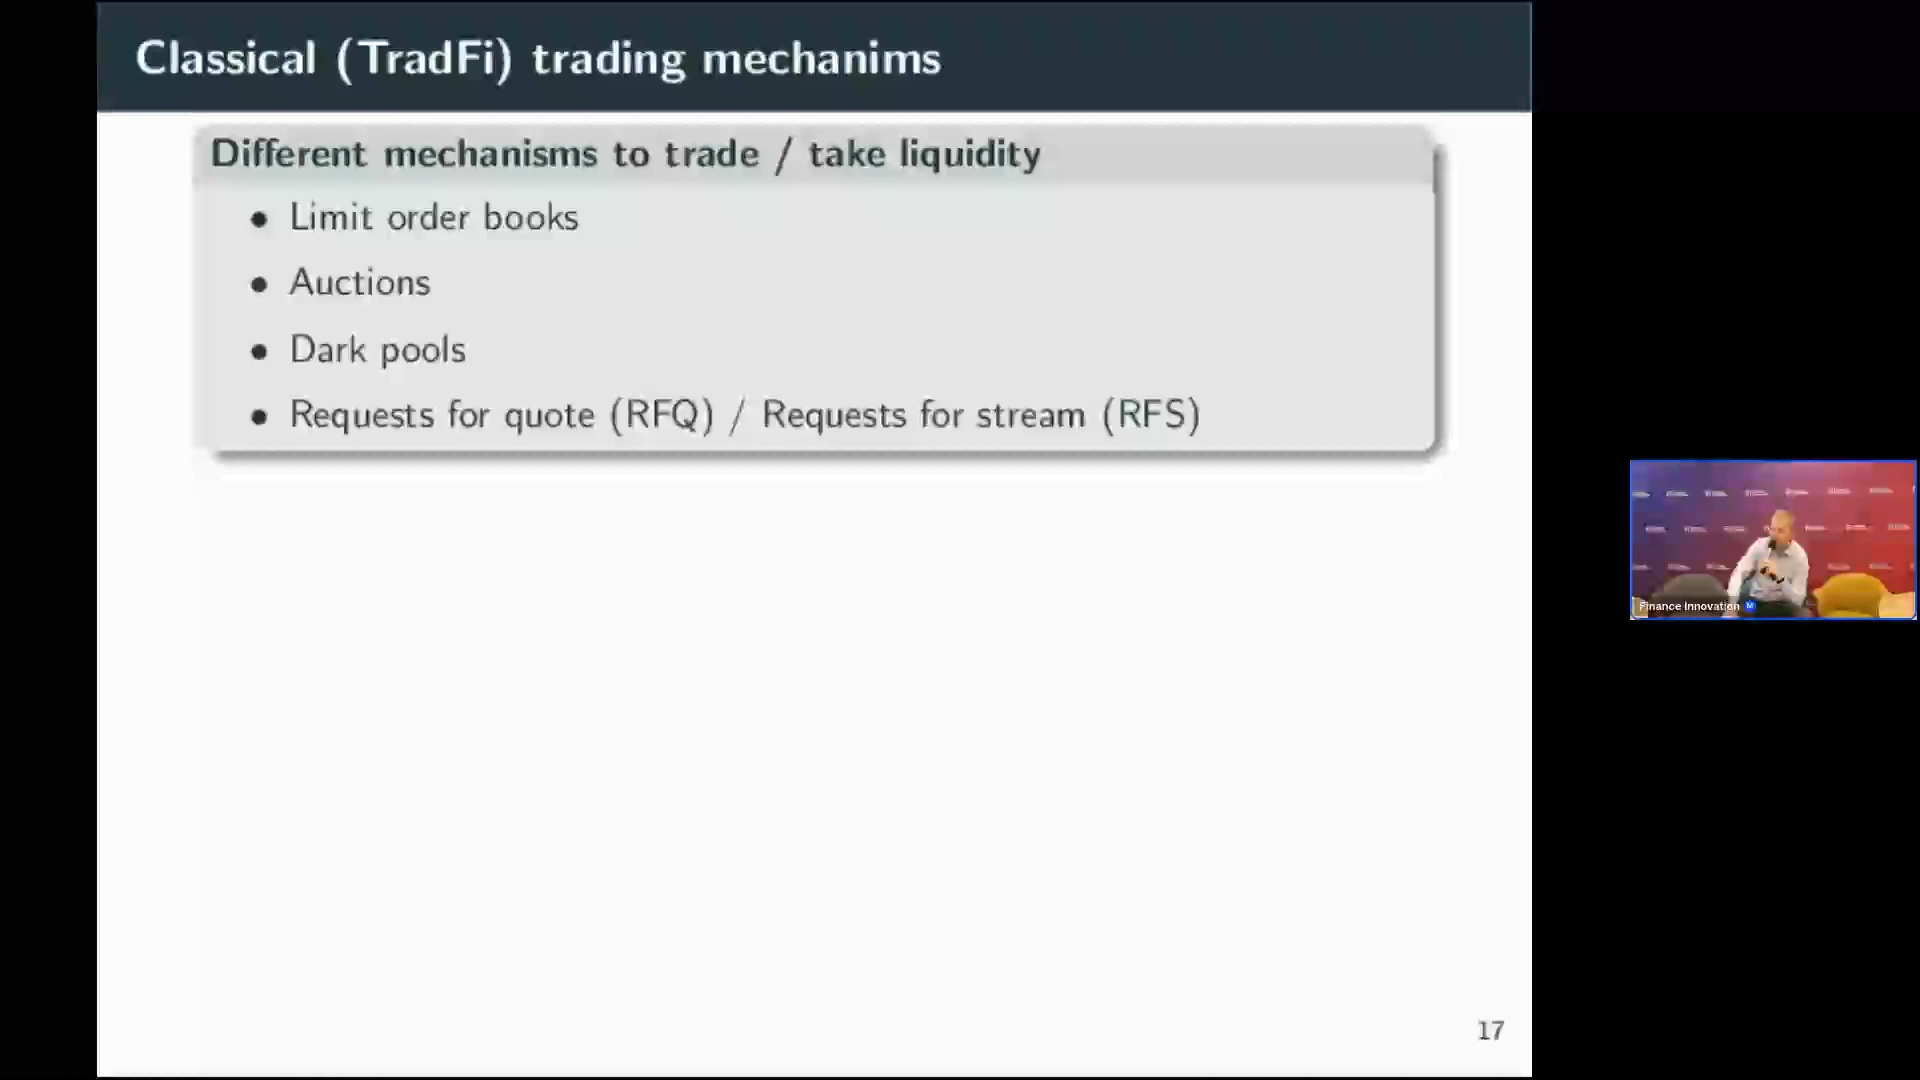 Classical (TradFi) trading mechanims
Different mechanisms to trade / take liquidity
• Limit order books
• Auctions
• Dark pools
• Requests for quote (RFQ) / Requests for stream (RFS)
17
Finance Innovation